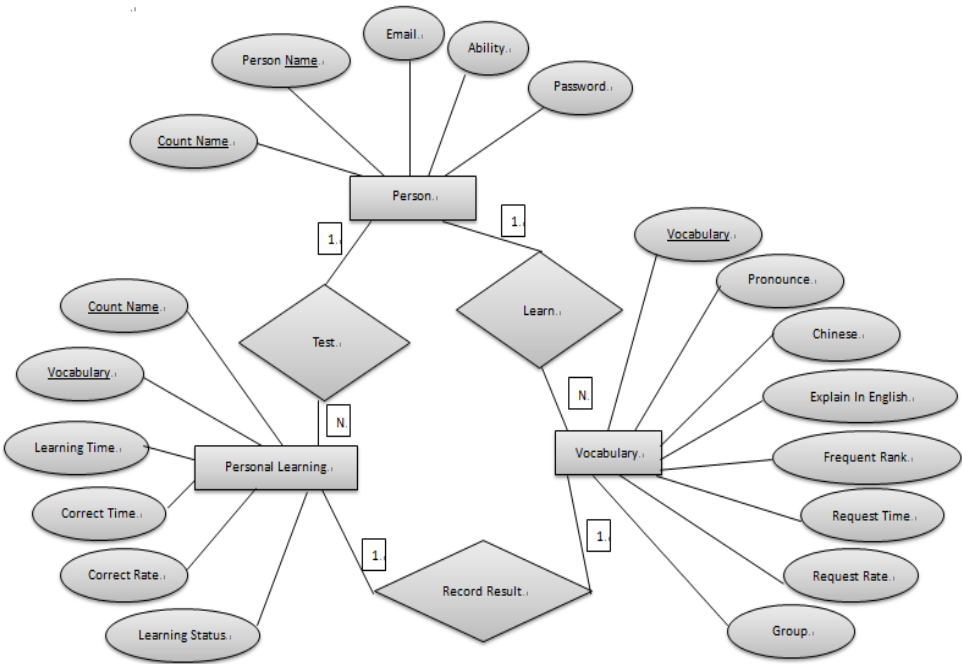 Email.
Ability.
Person Name.
Password.
Count Name.
Person.
1.
1.
Vocabulary.
Pronounce.
Count Name.
Learn.
Chinese.
Test.
Vocabulary.
N.
Explain In English.
N.
Learning Time.
Personal Learning.
Vocabulary.
Frequent Rank.
Correct Time.
Request Time.
1.
1.
Correct Rate.
Record Result.
Request Rate.
Learning Status.
Group.